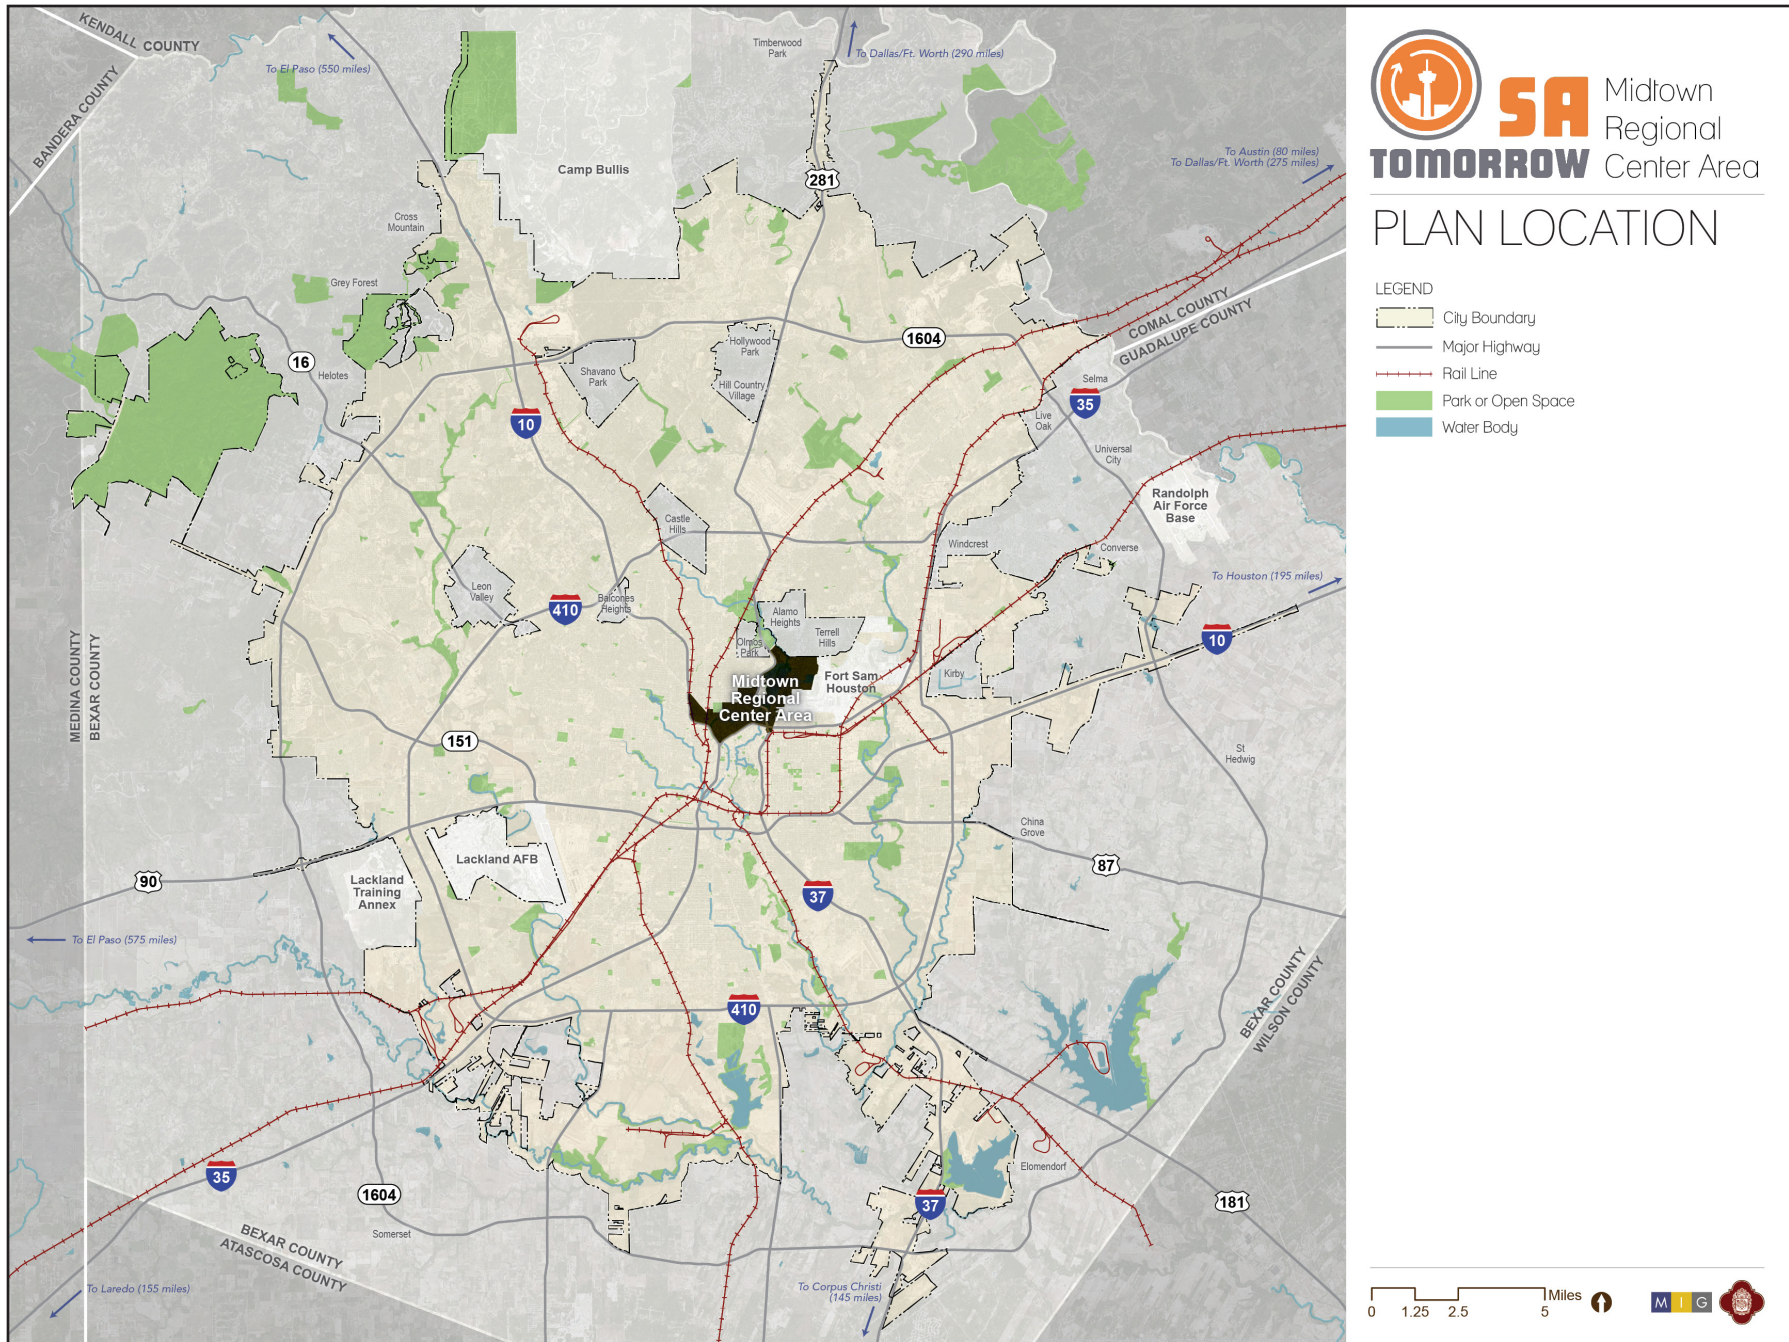 KENDALL COUNTY
BANDERA COUNTY
To El Paso (550 miles)
Timberwood
Park
To Dallas/Ft. Worth (290 miles)
To Austin (80 miles)
To Dallas/Ft. Worth (275 miles)
Camp Bullis
281
Cross
Mountain
Grey Forest
COMAL COUNTY
GUADALUPE COUNTY
1604
16
Helotes
Shavano
Park
Hollywood
Park
Hill Country
Village
Selma
35
Live
Oak
10
Universal
City
Randolph
Air Force
Base
Castle
Hills
Windcrest
Converse
To Houston (195 miles)
Leon
Valley
410
Balcones
Heights
Alamo
Heights
Terrell
Hills
Olmos
Park
10
Kirby
Fort Sam
Houston
Midtown
Regional
Center Area
MEDINA COUNTY
BEXAR COUNTY
151
St
Hedwig
China
Grove
87
Lackland AFB
90
Lackland
Training
Annex
37
To El Paso (575 miles)
BEXAR COUNTY
WILSON COUNTY
410
Elomendorf
35
1604
37
181
Somerset
BEXAR COUNTY
ATASCOSA COUNTY
To Laredo (155 miles)
To Corpus Christi
(145 miles)
SA
TOMORROW
Midtown
Regional
Center Area
PLAN LOCATION
LEGEND
City Boundary
Major Highway
Rail Line
Park or Open Space
Water Body
Miles
0 1.25 2.5 5
M I G